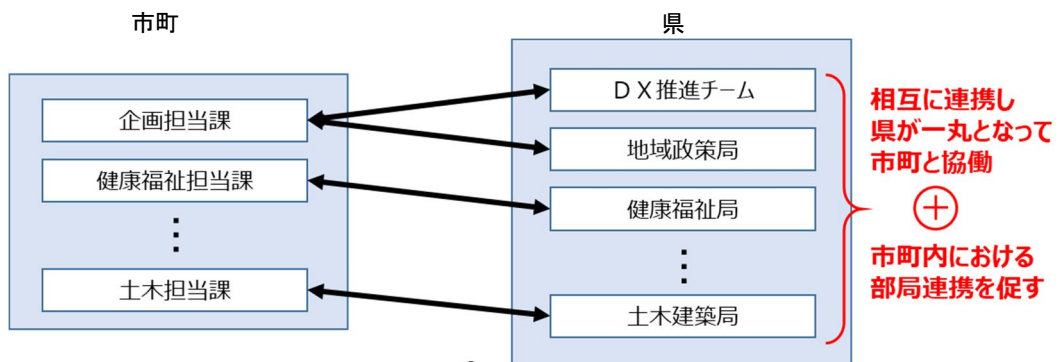 市町
企画担当課
健康福祉担当課
⋮
土木担当課
県
ＤＸ推進チーム
地域政策局
健康福祉局
⋮
土木建築局
相互に連携し
県が一丸となって
市町と協働
＋
市町内における
部局連携を促す